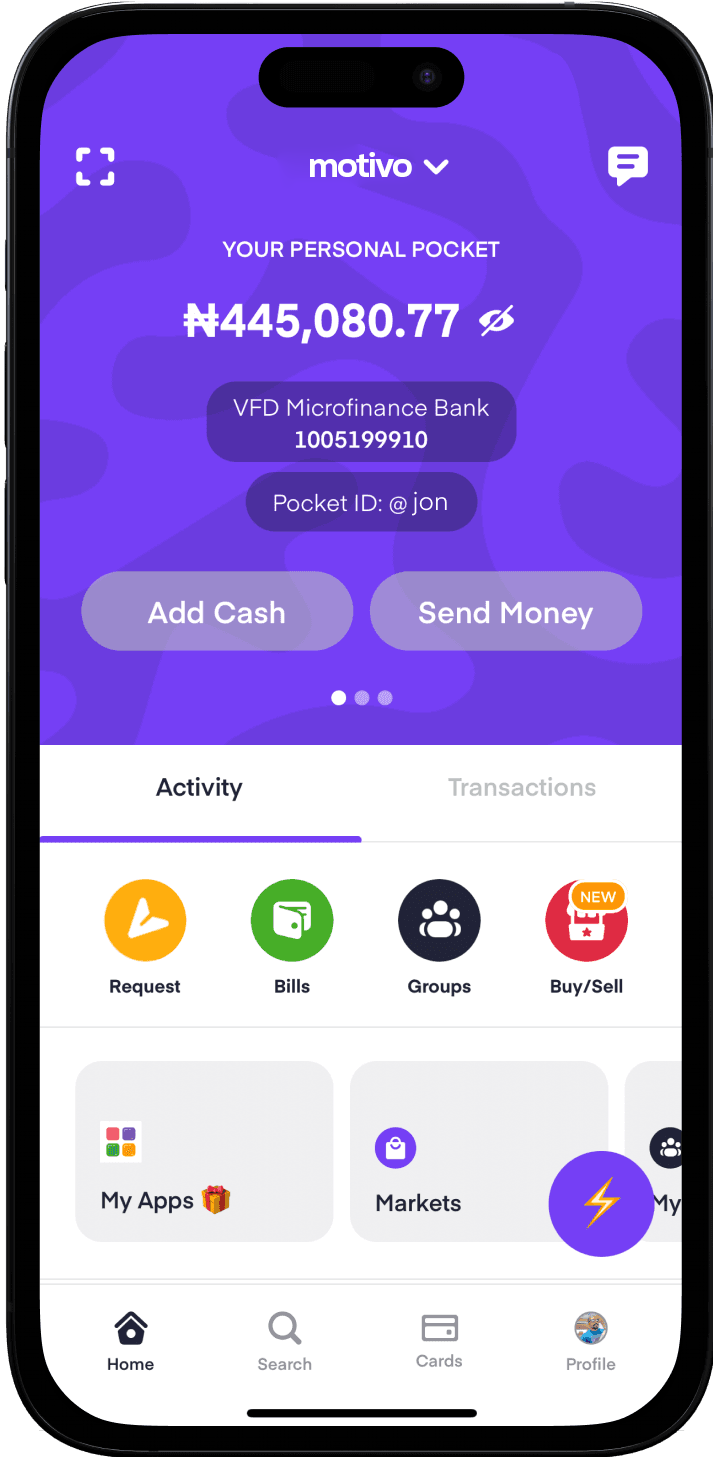 motivo
YOUR PERSONAL POCKET
₦445,080.77
VFD Microfinance Bank
1005199910
Pocket ID: @jon
Add Cash Send Money
Activity Transactions
NEW
Request Bills Groups Buy/Sell
My Apps Markets My
Home Search Cards Profile